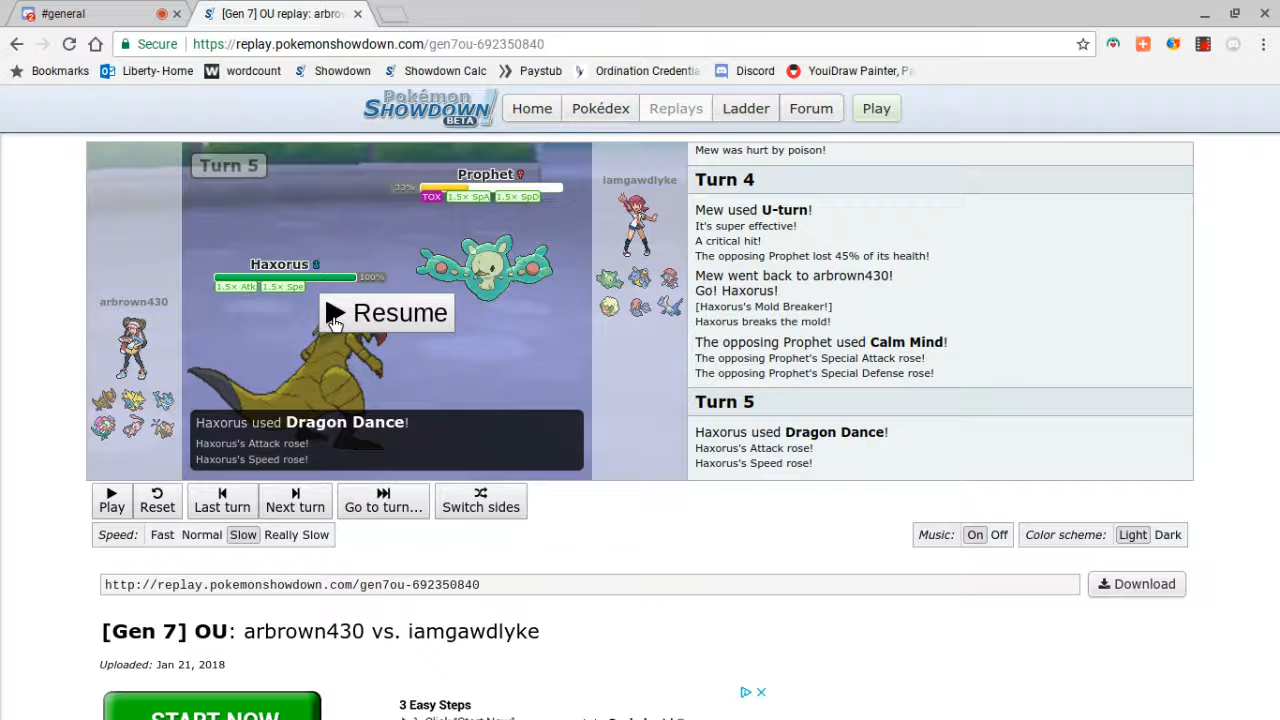 #general
[Gen 7] OU replay: arbro
Secure
https://replay.pokemonshowdown.com/gen7ou-692350840
Bookmarks
Liberty- Home
wordcount
Showdown
Showdown Calc
Paystub
Ordination Credentia
Discord
YouiDraw Painter, Pa
Pokémon
SHOWDOWN!
BETA
Home
Pokédex
Replays
Ladder
Forum
Play
Turn 5
Prophet
33%
TOX 1.5× SpA 1.5× SpD
Haxorus
100%
1.5× Atk 1.5× Spe
Resume
Haxorus used Dragon Dance!
Haxorus's Attack rose!
Haxorus's Speed rose!
arbrown430
iamgawdlyke
Mew was hurt by poison!
Turn 4
Mew used U-turn!
It's super effective!
A critical hit!
The opposing Prophet lost 45% of its health!
Mew went back to arbrown430!
Go! Haxorus!
[Haxorus's Mold Breaker!]
Haxorus breaks the mold!
The opposing Prophet used Calm Mind!
The opposing Prophet's Special Attack rose!
The opposing Prophet's Special Defense rose!
Turn 5
Haxorus used Dragon Dance!
Haxorus's Attack rose!
Haxorus's Speed rose!
Play
Reset
Last turn
Next turn
Go to turn...
Switch sides
Speed: Fast Normal Slow Really Slow
Music: On Off
Color scheme: Light Dark
http://replay.pokemonshowdown.com/gen7ou-692350840
Download
[Gen 7] OU: arbrown430 vs. iamgawdlyke
Uploaded: Jan 21, 2018
START NOW
3 Easy Steps